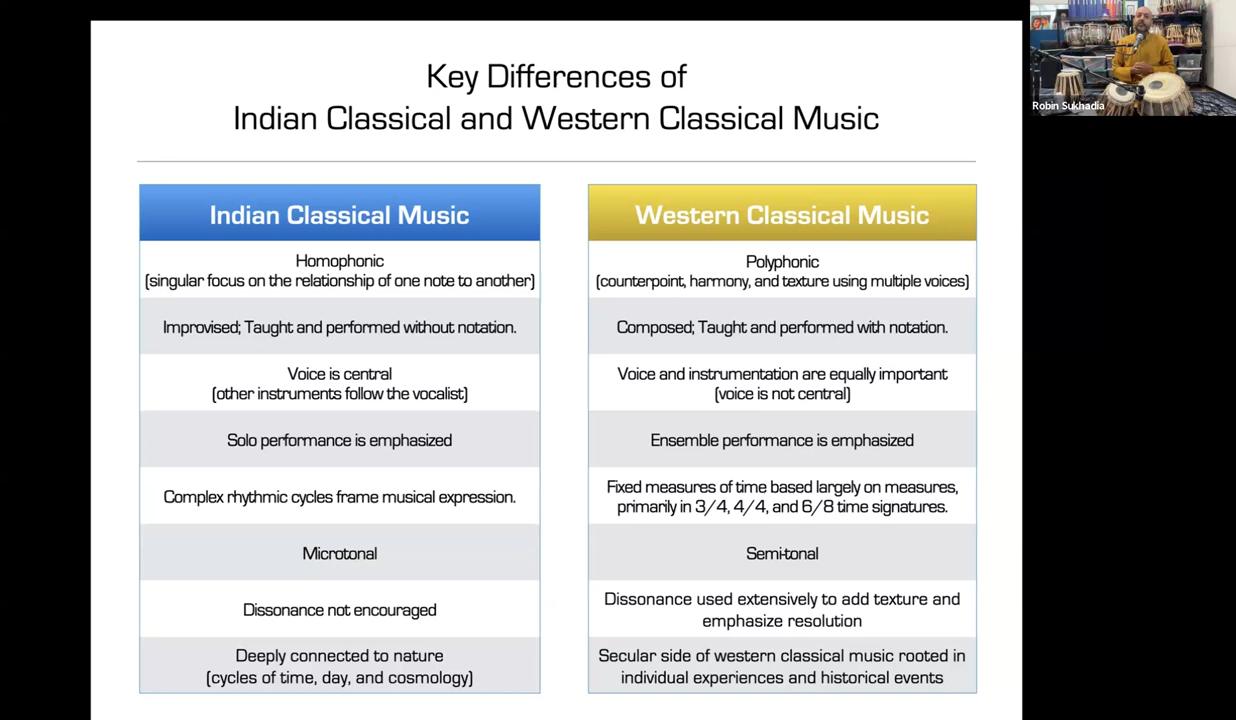 Key Differences of
Indian Classical and Western Classical Music
Robin Sukhadia
Indian Classical Music
Homophonic
(singular focus on the relationship of one note to another)
Improvised; Taught and performed without notation.
Voice is central
(other instruments follow the vocalist)
Solo performance is emphasized
Complex rhythmic cycles frame musical expression.
Microtonal
Dissonance not encouraged
Deeply connected to nature
(cycles of time, day, and cosmology)
Western Classical Music
Polyphonic
(counterpoint, harmony, and texture using multiple voices)
Composed; Taught and performed with notation.
Voice and instrumentation are equally important
(voice is not central)
Ensemble performance is emphasized
Fixed measures of time based largely on measures,
primarily in 3/4, 4/4, and 6/8 time signatures.
Semi-tonal
Dissonance used extensively to add texture and
emphasize resolution
Secular side of western classical music rooted in
individual experiences and historical events